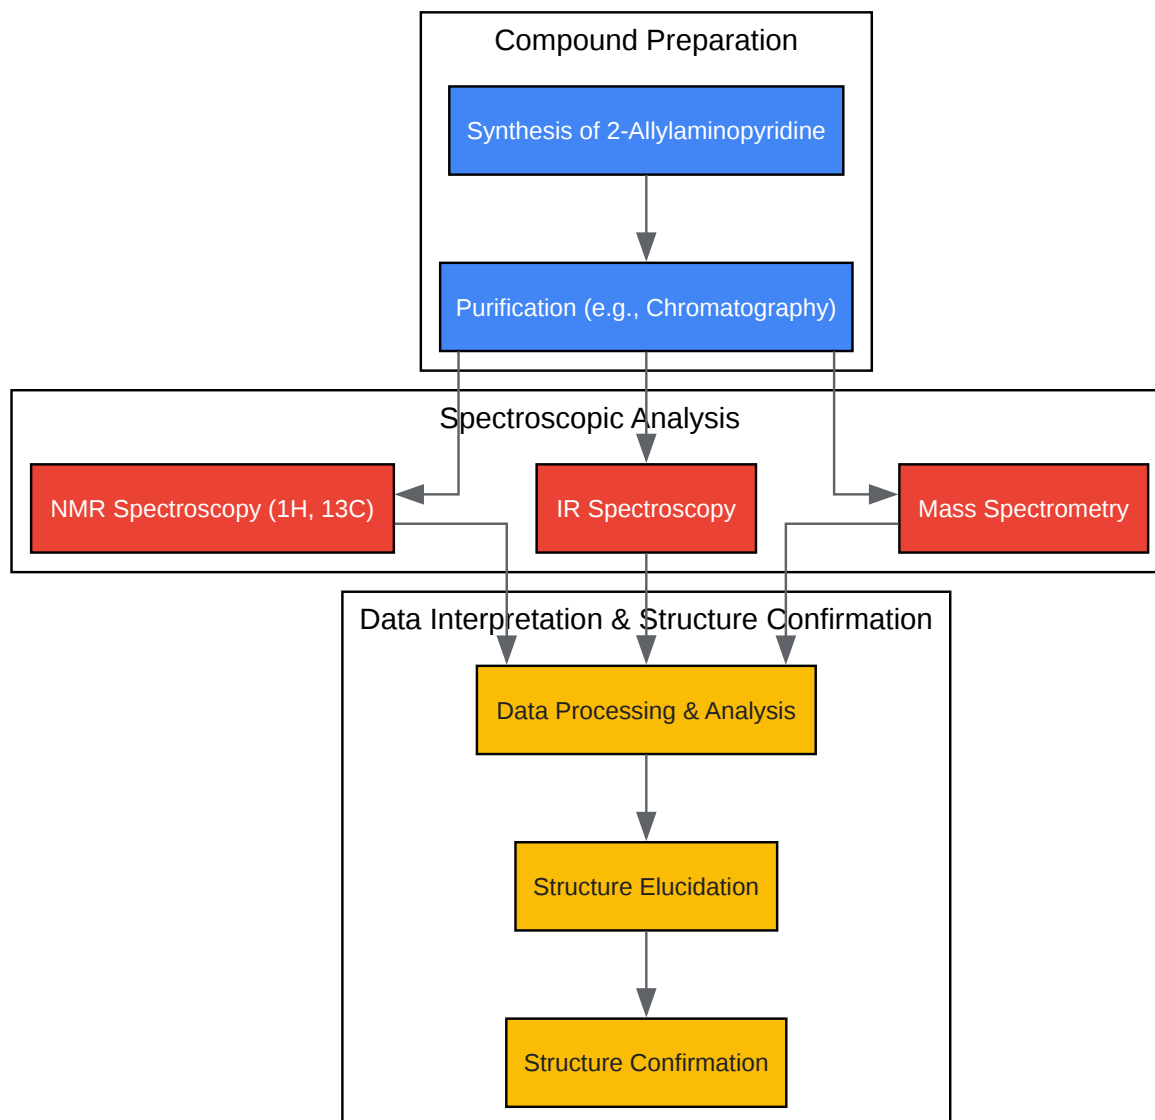 Compound Preparation
Synthesis of 2-Allylaminopyridine
Purification (e.g., Chromatography)
Spectroscopic Analysis
NMR Spectroscopy (1H, 13C)
IR Spectroscopy
Mass Spectrometry
Data Interpretation & Structure Confirmation
Data Processing & Analysis
Structure Elucidation
Structure Confirmation